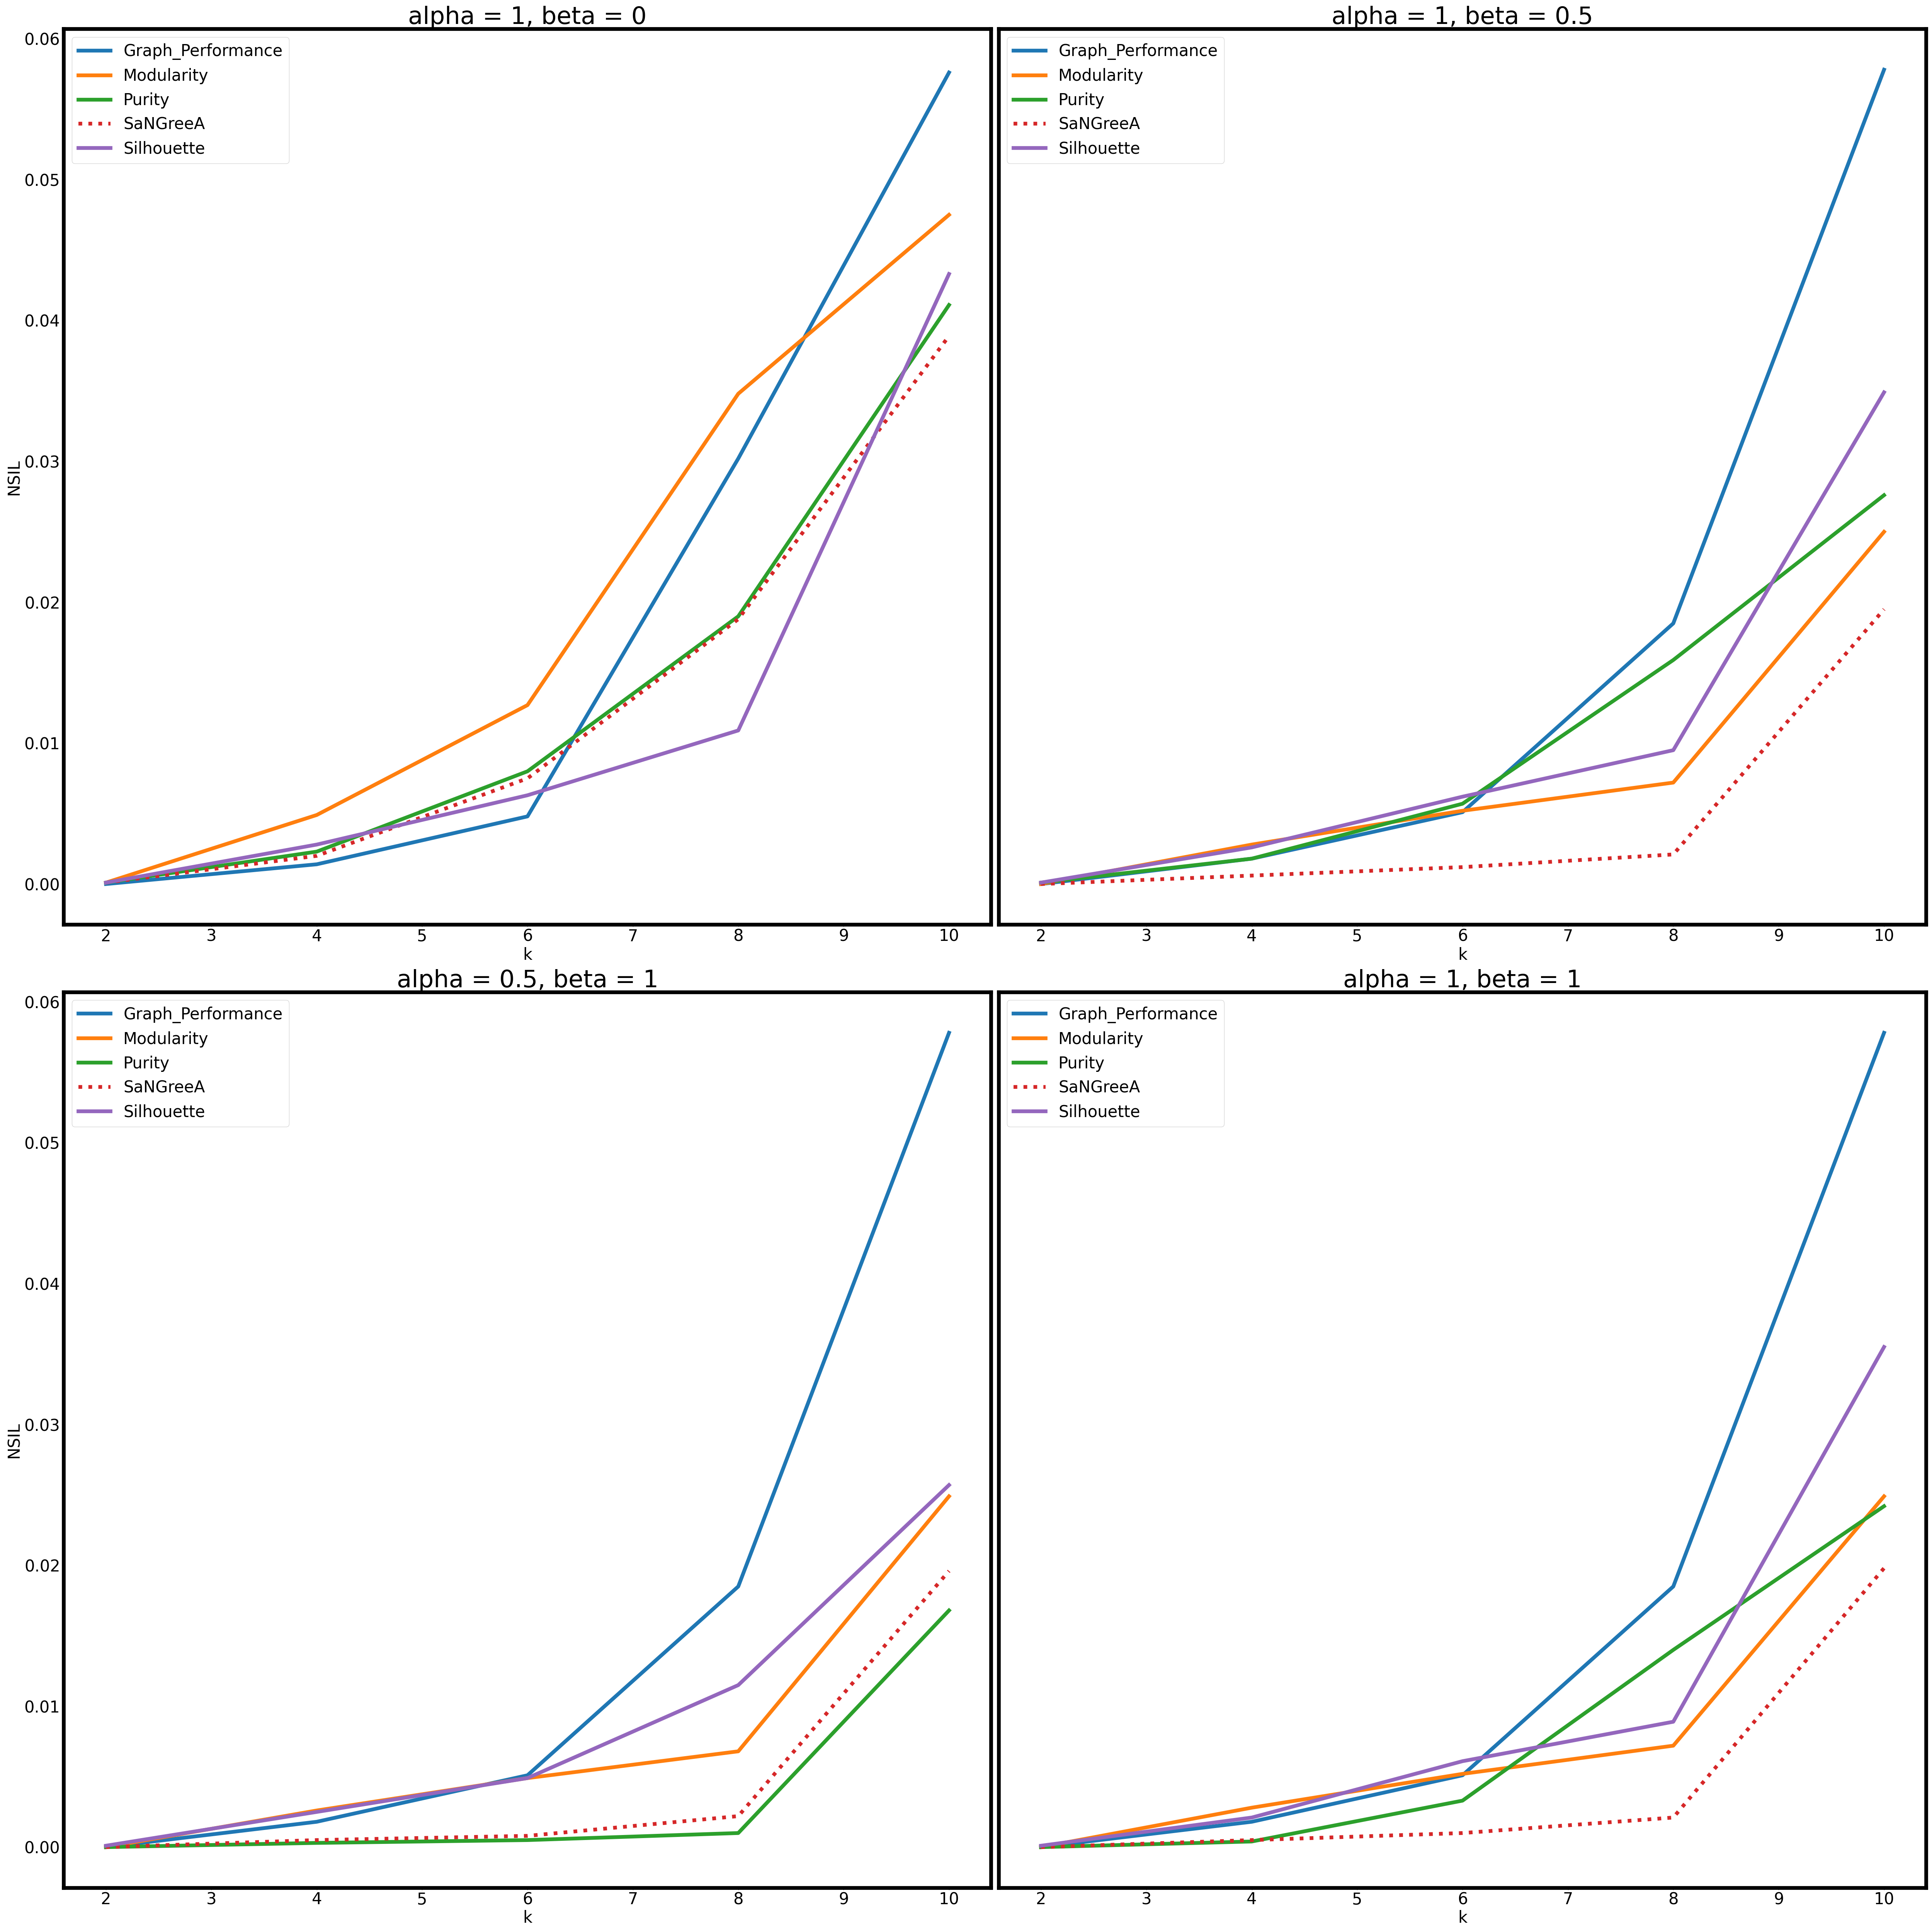 alpha = 1, beta = 0
Graph_Performance
Modularity
Purity
SaNGreeA
Silhouette
0.06
0.05
0.04
0.03
0.02
0.01
0.00
NSIL
2 3 4 5 6 7 8 9 10
k
alpha = 1, beta = 0.5
Graph_Performance
Modularity
Purity
SaNGreeA
Silhouette
2 3 4 5 6 7 8 9 10
k
alpha = 0.5, beta = 1
Graph_Performance
Modularity
Purity
SaNGreeA
Silhouette
0.06
0.05
0.04
0.03
0.02
0.01
0.00
NSIL
2 3 4 5 6 7 8 9 10
k
alpha = 1, beta = 1
Graph_Performance
Modularity
Purity
SaNGreeA
Silhouette
2 3 4 5 6 7 8 9 10
k